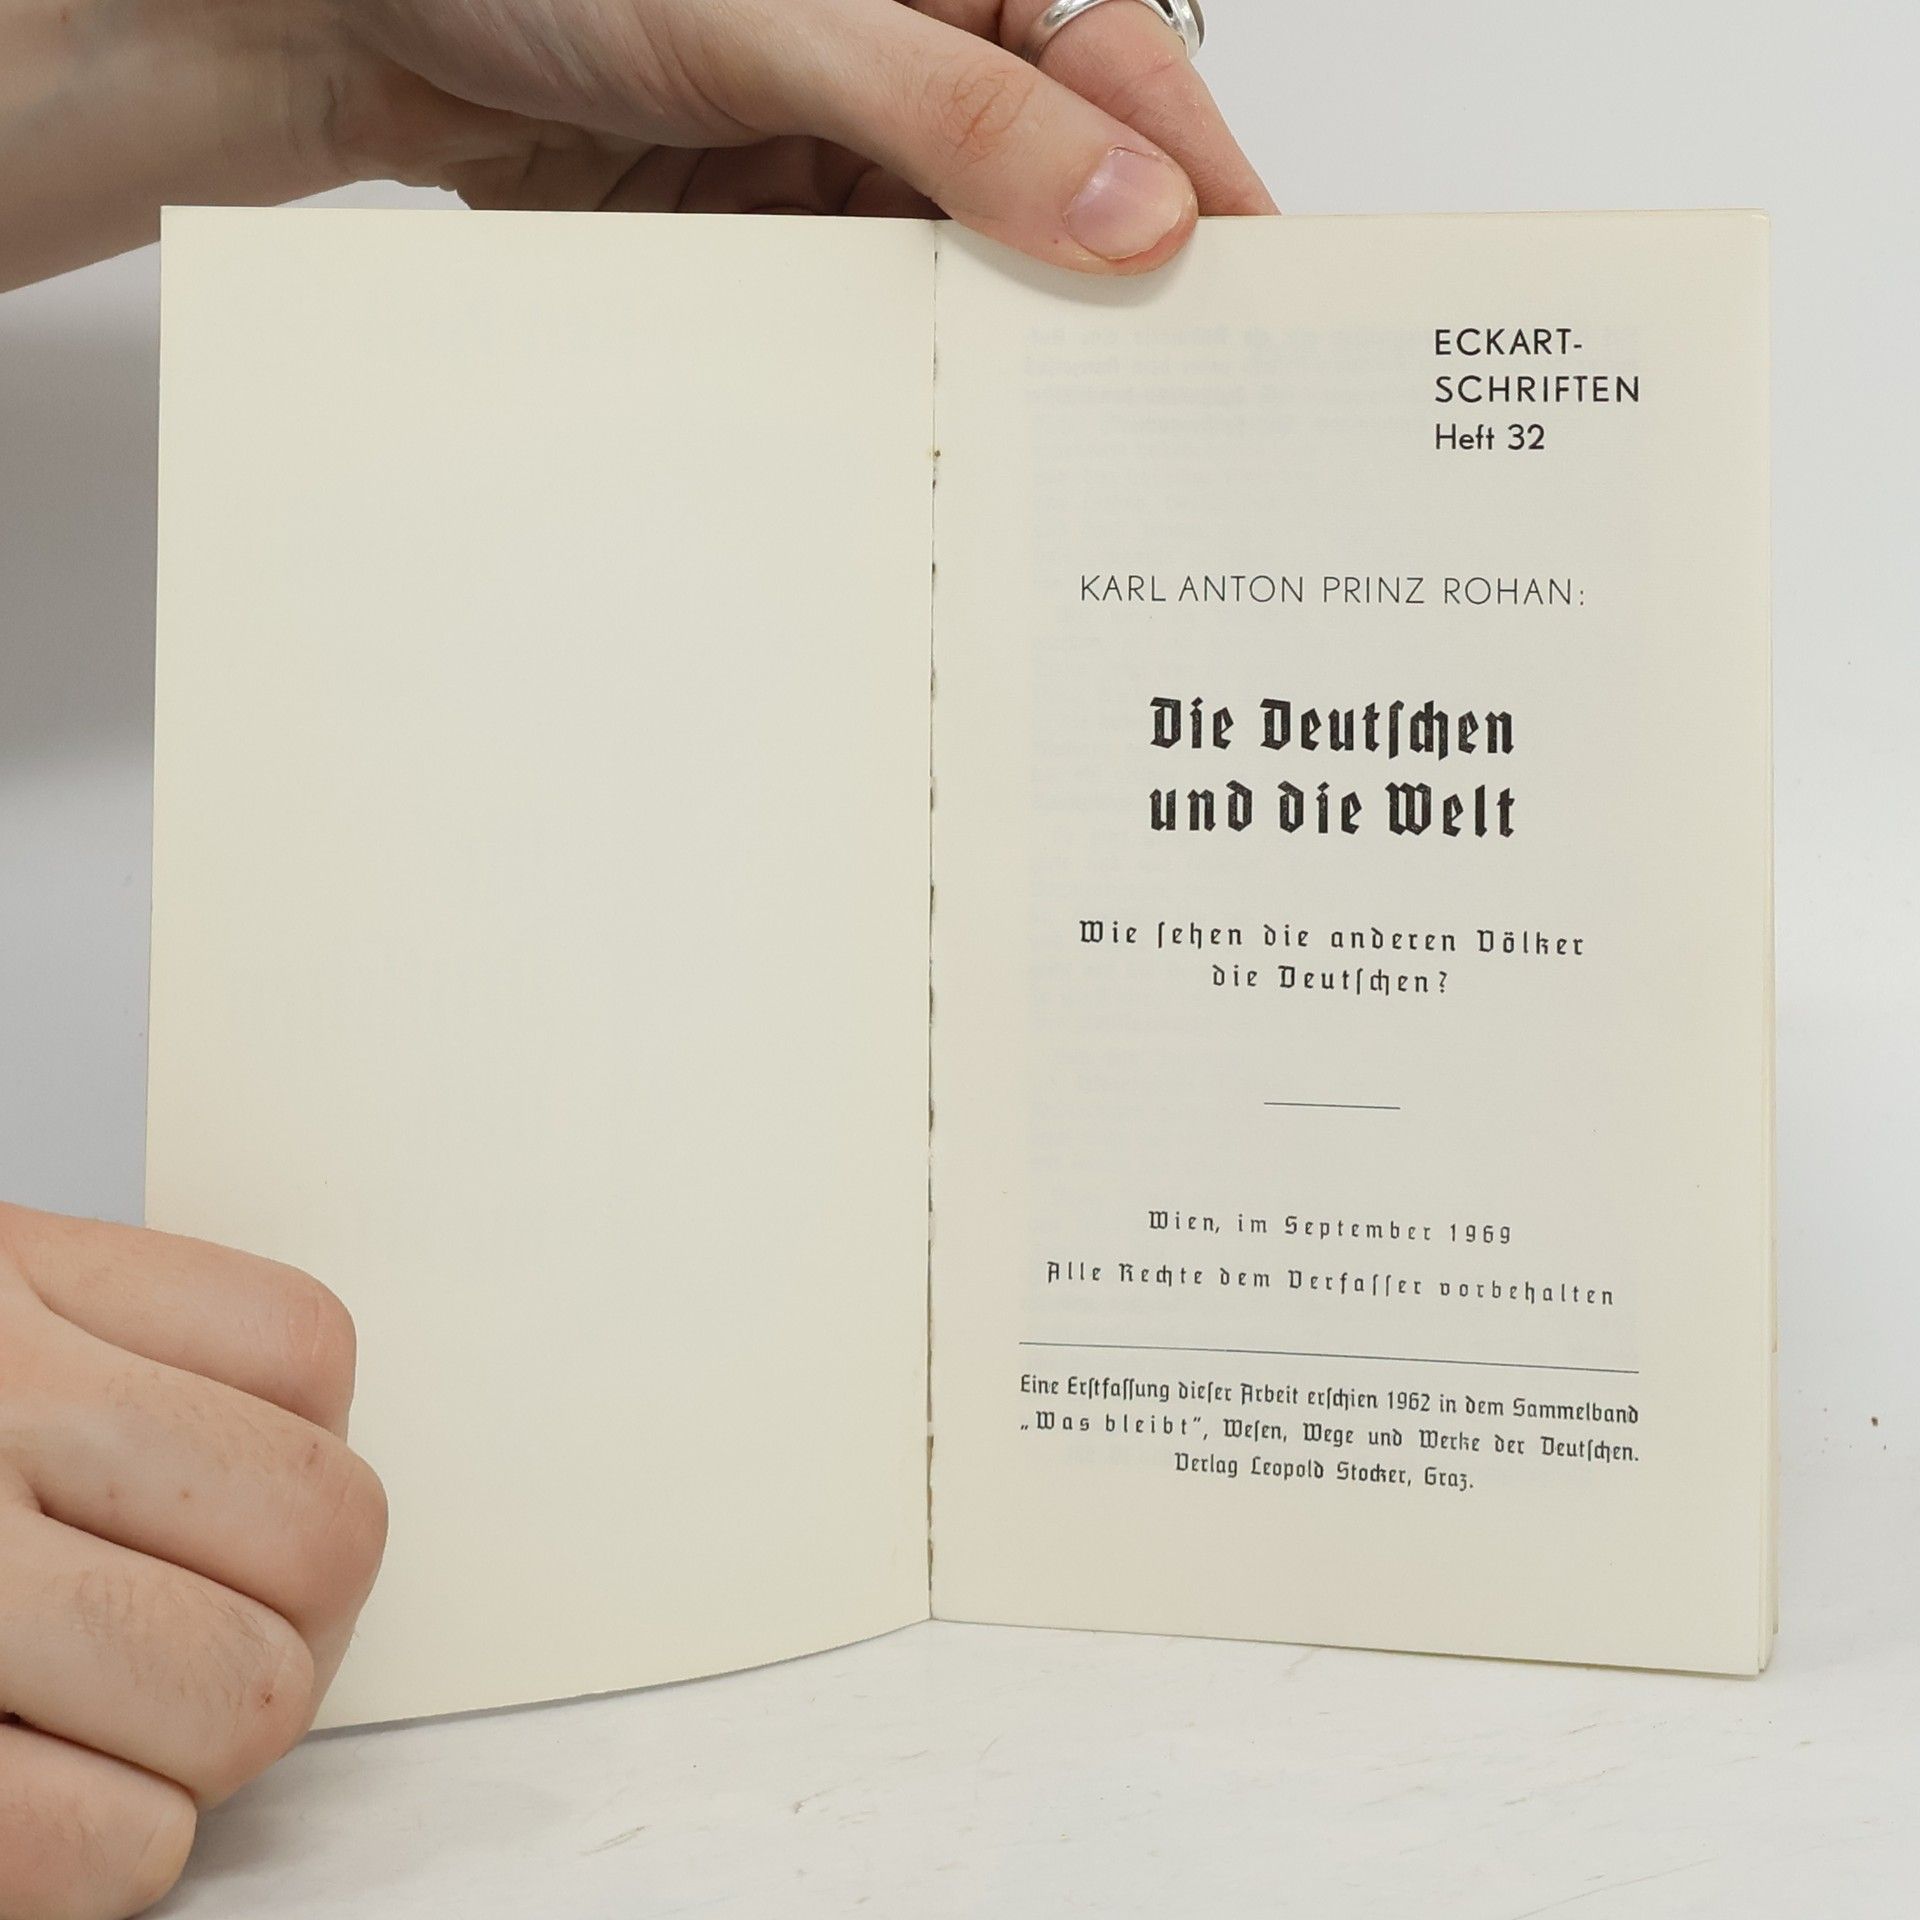 ECKART-
SCHRIFTEN
Heft 32
KARL ANTON PRINZ ROHAN:
Die Deutſchen
und die Welt
Wie ſehen die anderen Völker
die Deutſchen?
Wien, im September 1969
Alle Rechte dem Verfaſſer vorbehalten
Eine Erſtfaſſung dieſer Arbeit erſchien 1962 in dem Sammelband
„Was bleibt“, Weſen, Wege und Werke der Deutſchen.
Verlag Leopold Stocker, Graz.